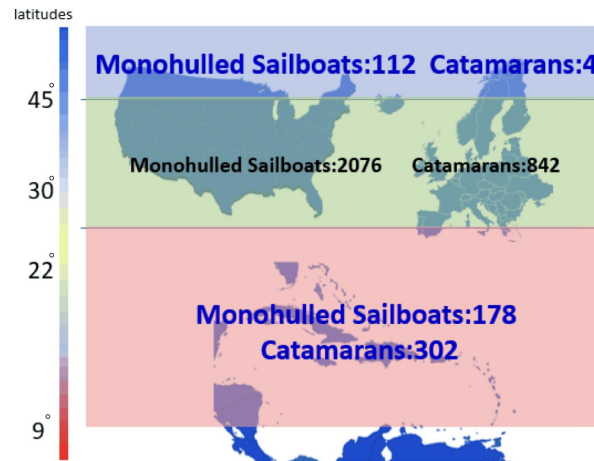 latitudes
Monohulled Sailboats:112 Catamarans:4
45°
Monohulled Sailboats:2076 Catamarans:842
30°
22°
Monohulled Sailboats:178
Catamarans:302
9°